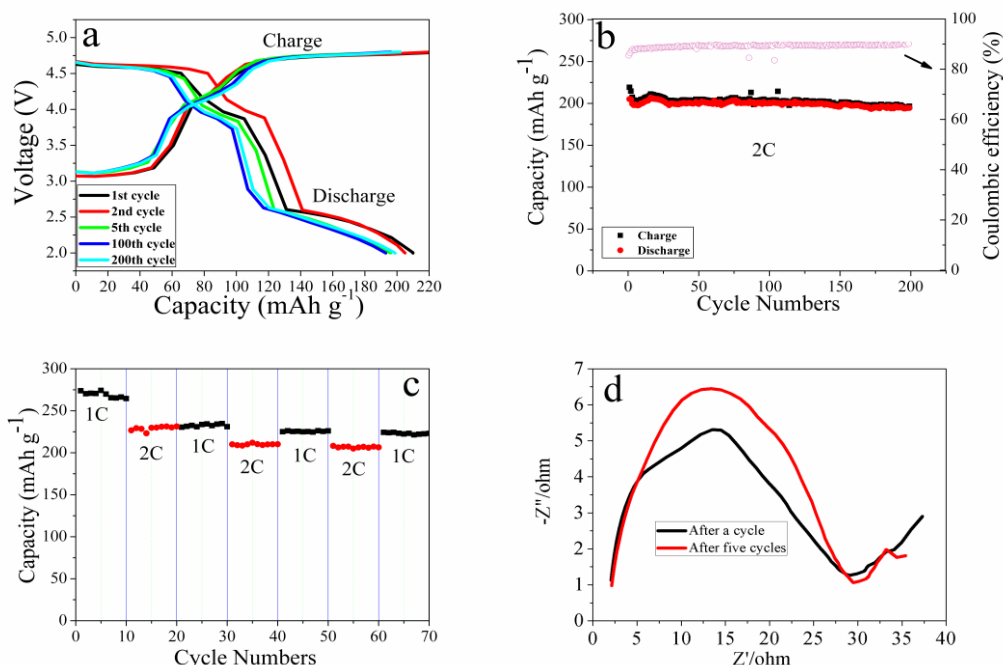 a
Charge
Discharge
1st cycle
2nd cycle
5th cycle
100th cycle
200th cycle
Voltage (V)
5.0
4.5
4.0
3.5
3.0
2.5
2.0
0 20 40 60 80 100 120 140 160 180 200 220
Capacity (mAh g⁻¹)
b
2C
Charge
Discharge
Capacity (mAh g⁻¹)
300
250
200
150
100
50
0
0 50 100 150 200
Cycle Numbers
100
80
60
40
20
0
Coulombic efficiency (%)
c
1C
2C
1C
2C
1C
2C
1C
Capacity (mAh g⁻¹)
300
250
200
150
100
50
0
0 10 20 30 40 50 60 70
Cycle Numbers
d
After a cycle
After five cycles
-Z"/ohm
7
6
5
4
3
2
1
0
0 5 10 15 20 25 30 35 40
Z'/ohm